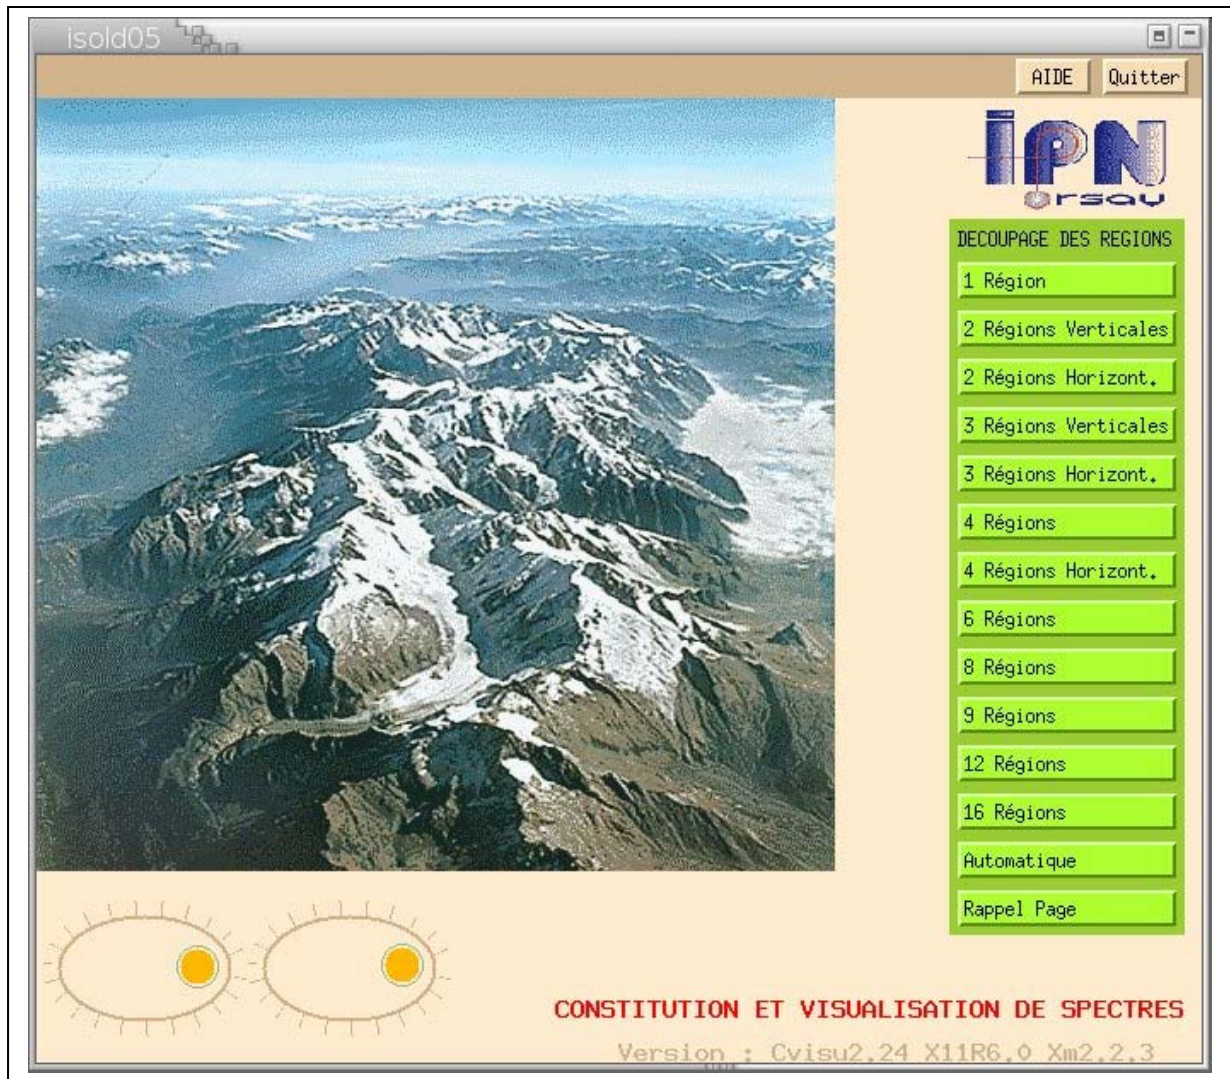 isold05
AIDE Quitter
iPN
Orsay
DECOUPAGE DES REGIONS
1 Région
2 Régions Verticales
2 Régions Horizont.
3 Régions Verticales
3 Régions Horizont.
4 Régions
4 Régions Horizont.
6 Régions
8 Régions
9 Régions
12 Régions
16 Régions
Automatique
Rappel Page
CONSTITUTION ET VISUALISATION DE SPECTRES
Version : Cvisu2.24 X11R6.0 Xm2.2.3